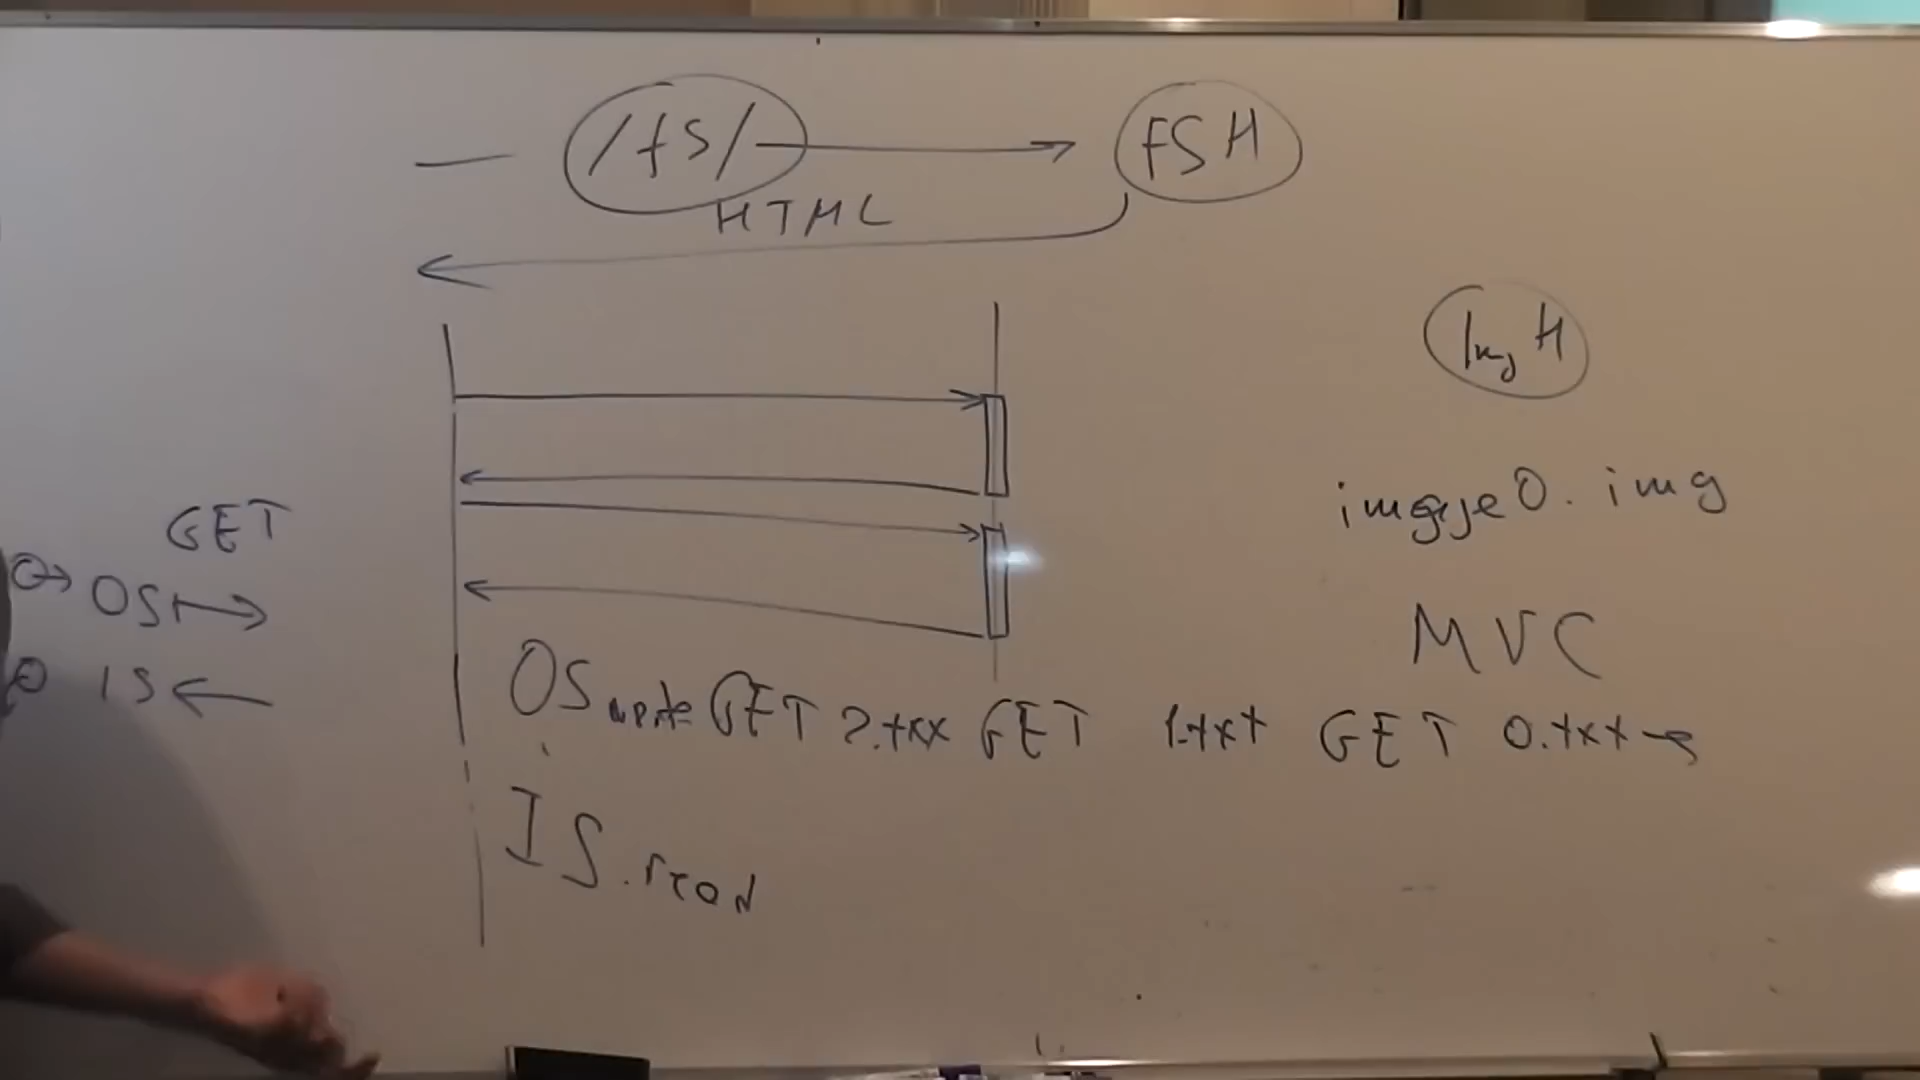 /fs/ FSH
HTML
Img H
image0.img
GET
OS
IS
MVC
OS write GET 2.txx GET 1.txt GET 0.txt
IS.read